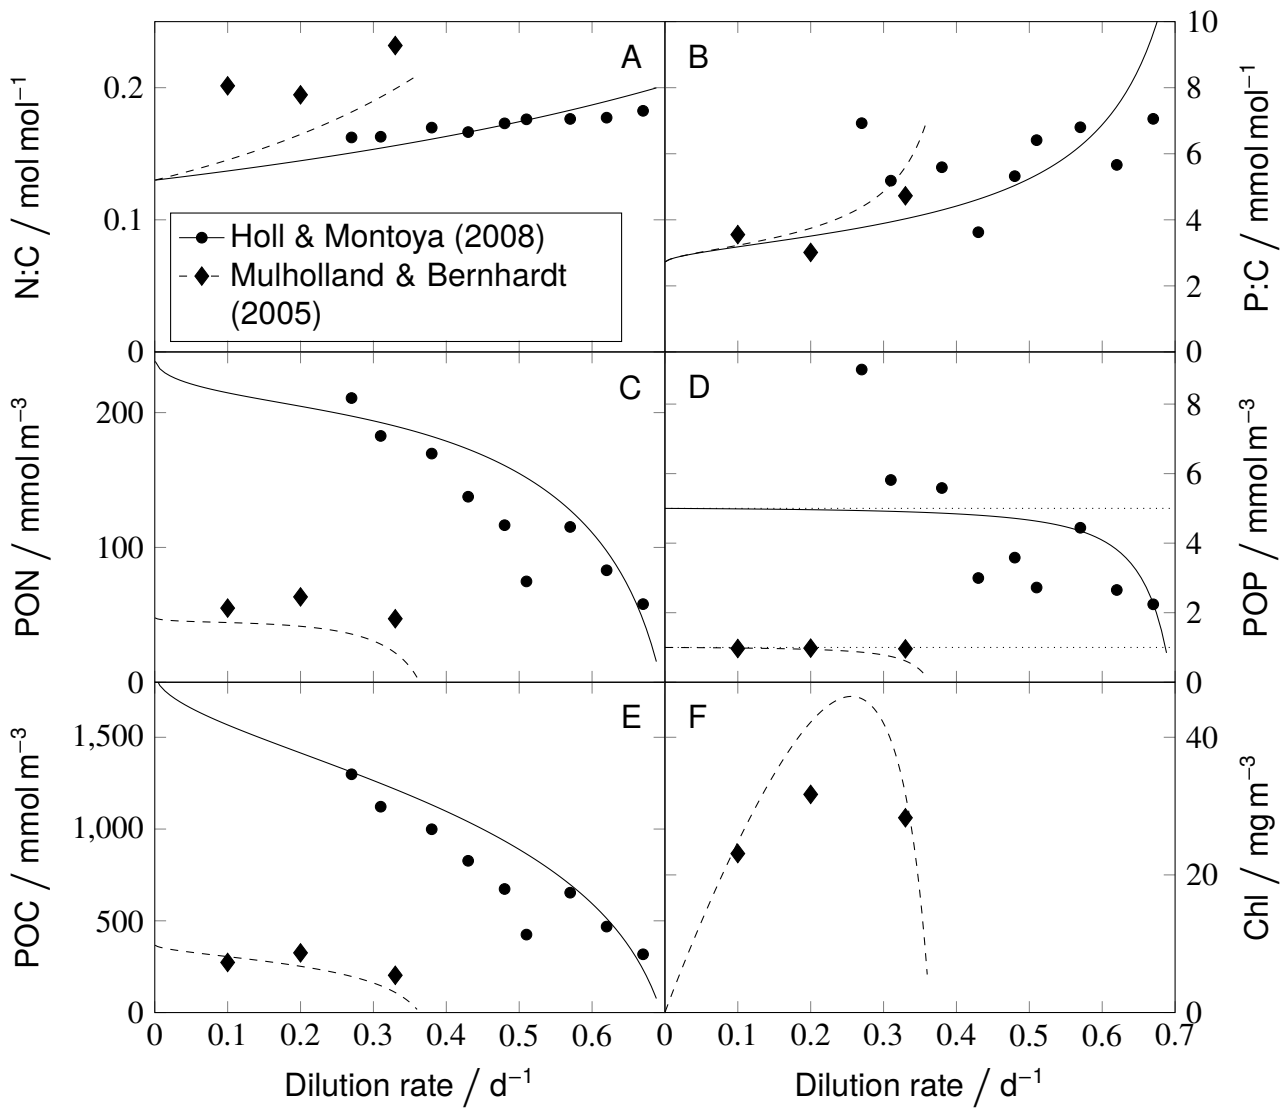 A
N:C / mol mol⁻¹
0.2
0.1
0
Holl & Montoya (2008)
Mulholland & Bernhardt
(2005)
B
10
8
6
4
2
0
P:C / mmol mol⁻¹
C
PON / mmol m⁻³
200
100
0
D
8
6
4
2
0
POP / mmol m⁻³
E
POC / mmol m⁻³
1,500
1,000
500
0
0 0.1 0.2 0.3 0.4 0.5 0.6
Dilution rate / d⁻¹
F
40
20
0
Chl / mg m⁻³
0 0.1 0.2 0.3 0.4 0.5 0.6 0.7
Dilution rate / d⁻¹